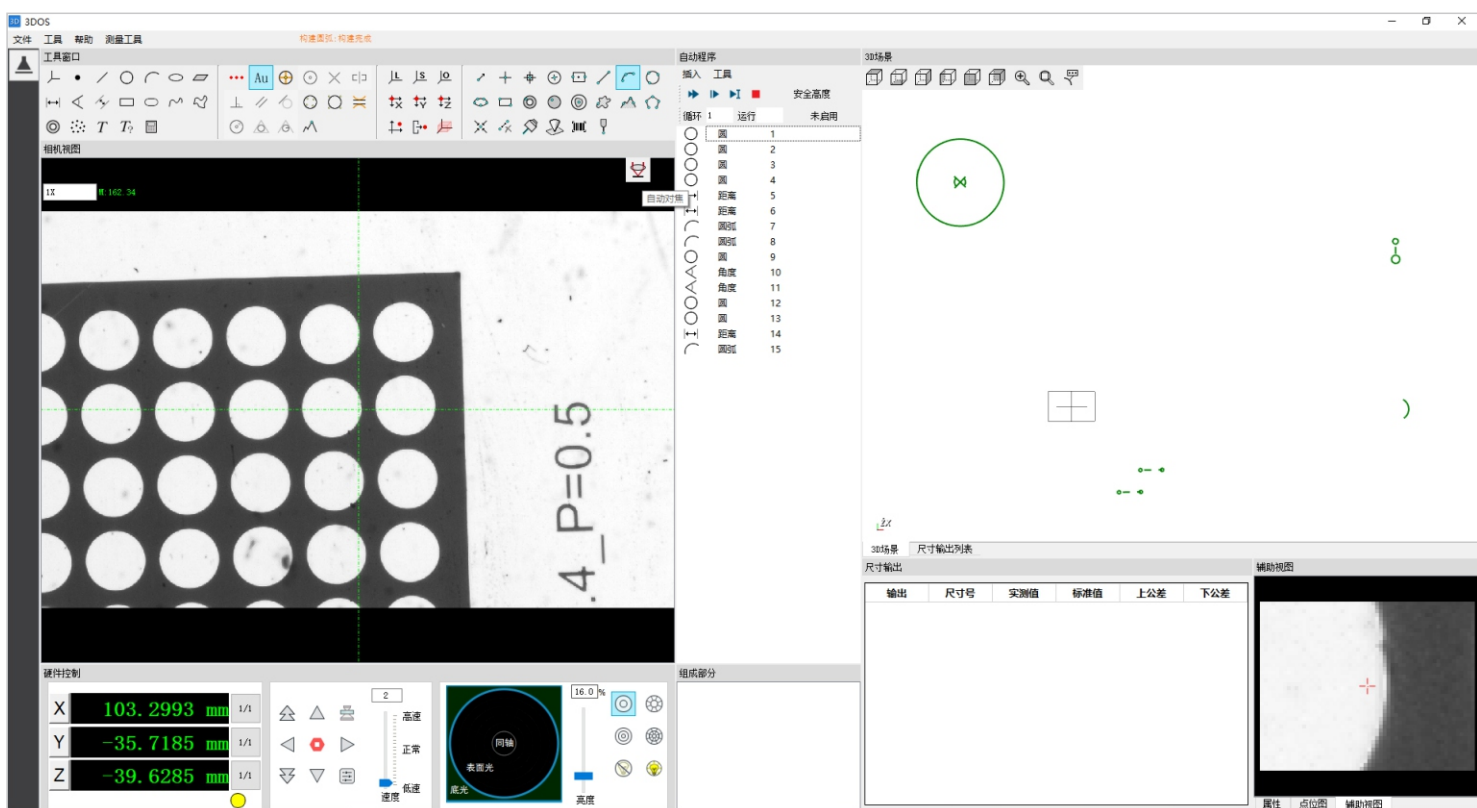 3D 3DOS
文件 工具 帮助 测量工具 构建圆弧:构建完成
工具窗口
Au
T T?
相机视图
1X M:162.34
自动对焦
.4_P=0.5
自动程序
插入 工具
安全高度
循环 1 运行 未启用
圆 1
圆 2
圆 3
圆 4
距离 5
距离 6
圆弧 7
圆弧 8
圆 9
角度 10
角度 11
圆 12
圆 13
距离 14
圆弧 15
3D场景
3D场景 尺寸输出列表
尺寸输出
输出 尺寸号 实测值 标准值 上公差 下公差
辅助视图
属性 点位图 辅助视图
硬件控制
X 103.2993 mm 1/1
Y -35.7185 mm 1/1
Z -39.6285 mm 1/1
2
高速
正常
低速
速度
同轴
表面光
底光
16.0 %
亮度
组成部分